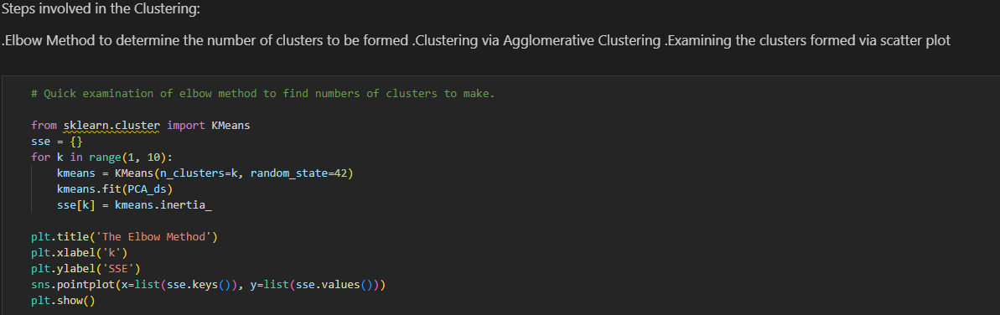 Steps involved in the Clustering:
.Elbow Method to determine the number of clusters to be formed .Clustering via Agglomerative Clustering .Examining the clusters formed via scatter plot
# Quick examination of elbow method to find numbers of clusters to make.
from sklearn.cluster import KMeans
sse = {}
for k in range(1, 10):
    kmeans = KMeans(n_clusters=k, random_state=42)
    kmeans.fit(PCA_ds)
    sse[k] = kmeans.inertia_
plt.title('The Elbow Method')
plt.xlabel('k')
plt.ylabel('SSE')
sns.pointplot(x=list(sse.keys()), y=list(sse.values()))
plt.show()